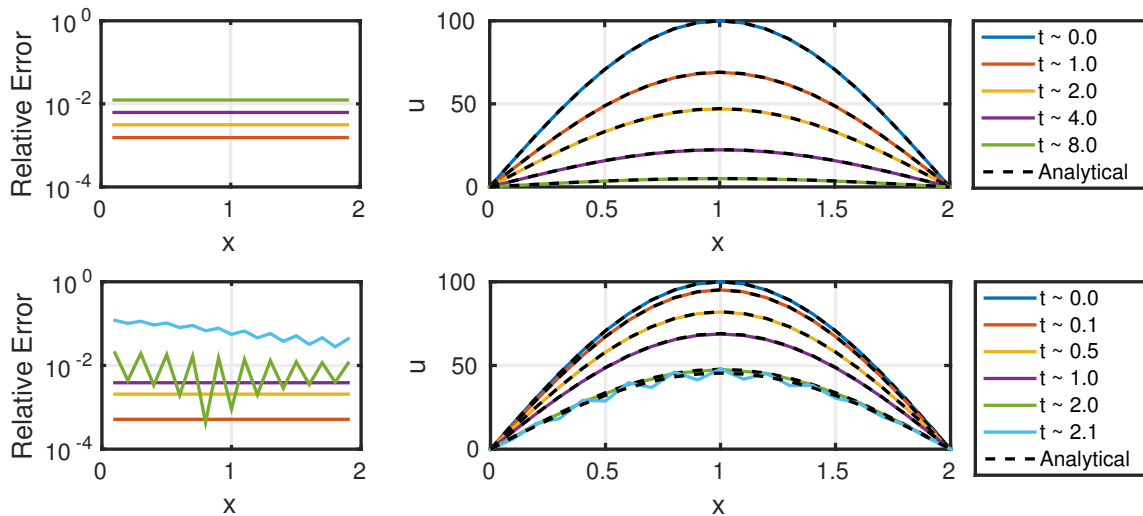 Relative Error
10^0
10^-2
10^-4
0 1 2
x
u
100
50
0
0 0.5 1 1.5 2
x
t ~ 0.0
t ~ 1.0
t ~ 2.0
t ~ 4.0
t ~ 8.0
Analytical
Relative Error
10^0
10^-2
10^-4
0 1 2
x
u
100
50
0
0 0.5 1 1.5 2
x
t ~ 0.0
t ~ 0.1
t ~ 0.5
t ~ 1.0
t ~ 2.0
t ~ 2.1
Analytical